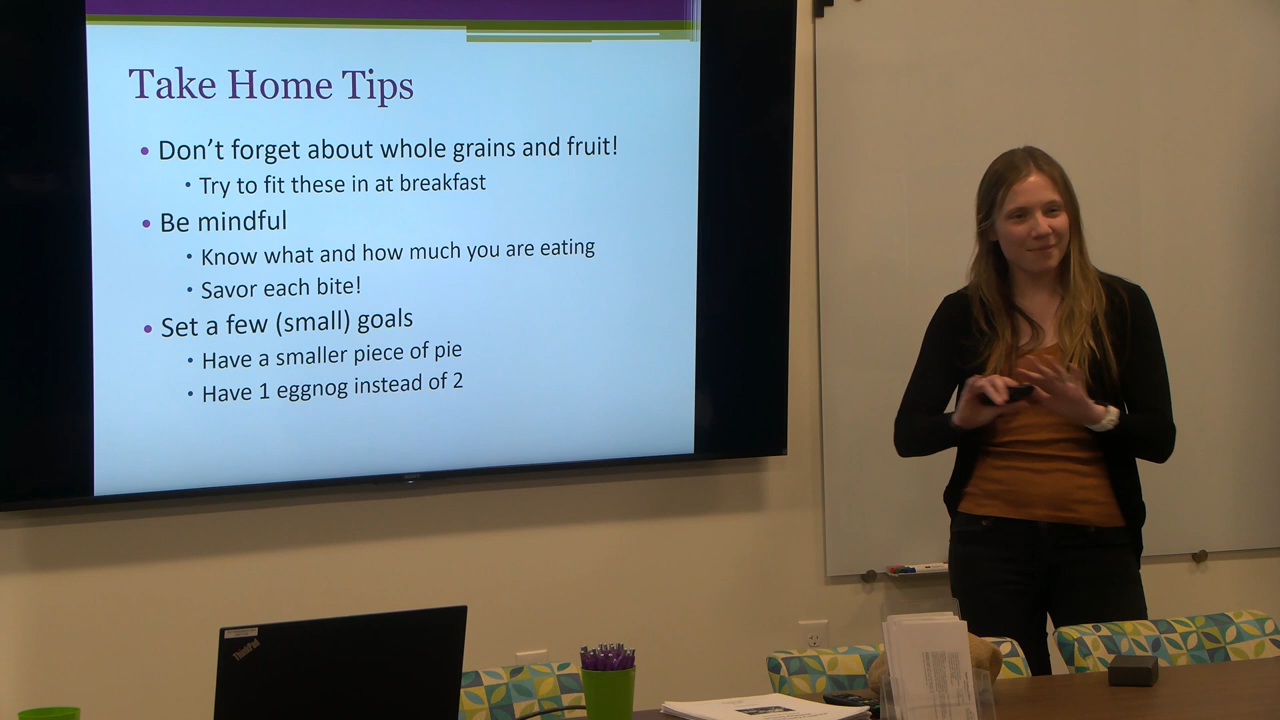 Take Home Tips
• Don't forget about whole grains and fruit!
• Try to fit these in at breakfast
• Be mindful
• Know what and how much you are eating
• Savor each bite!
• Set a few (small) goals
• Have a smaller piece of pie
• Have 1 eggnog instead of 2
ThinkPad